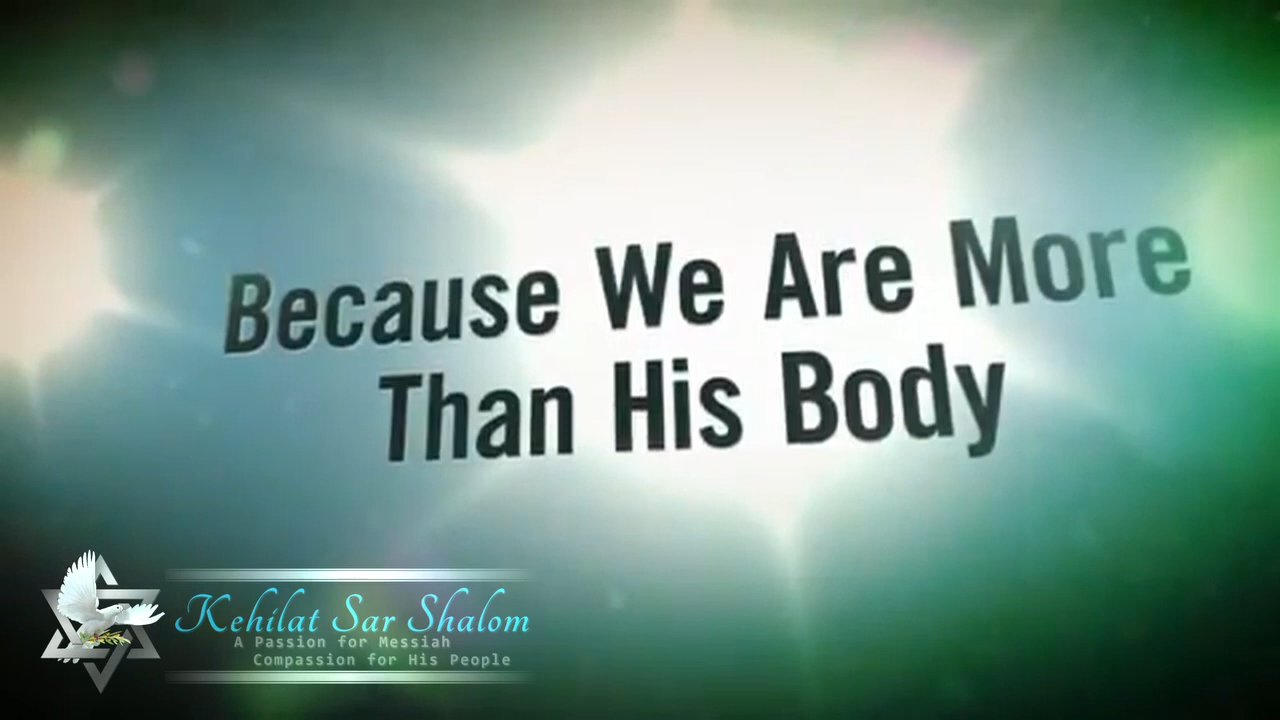 Because We Are More
Than His Body
Kehilat Sar Shalom
A Passion for Messiah
Compassion for His People